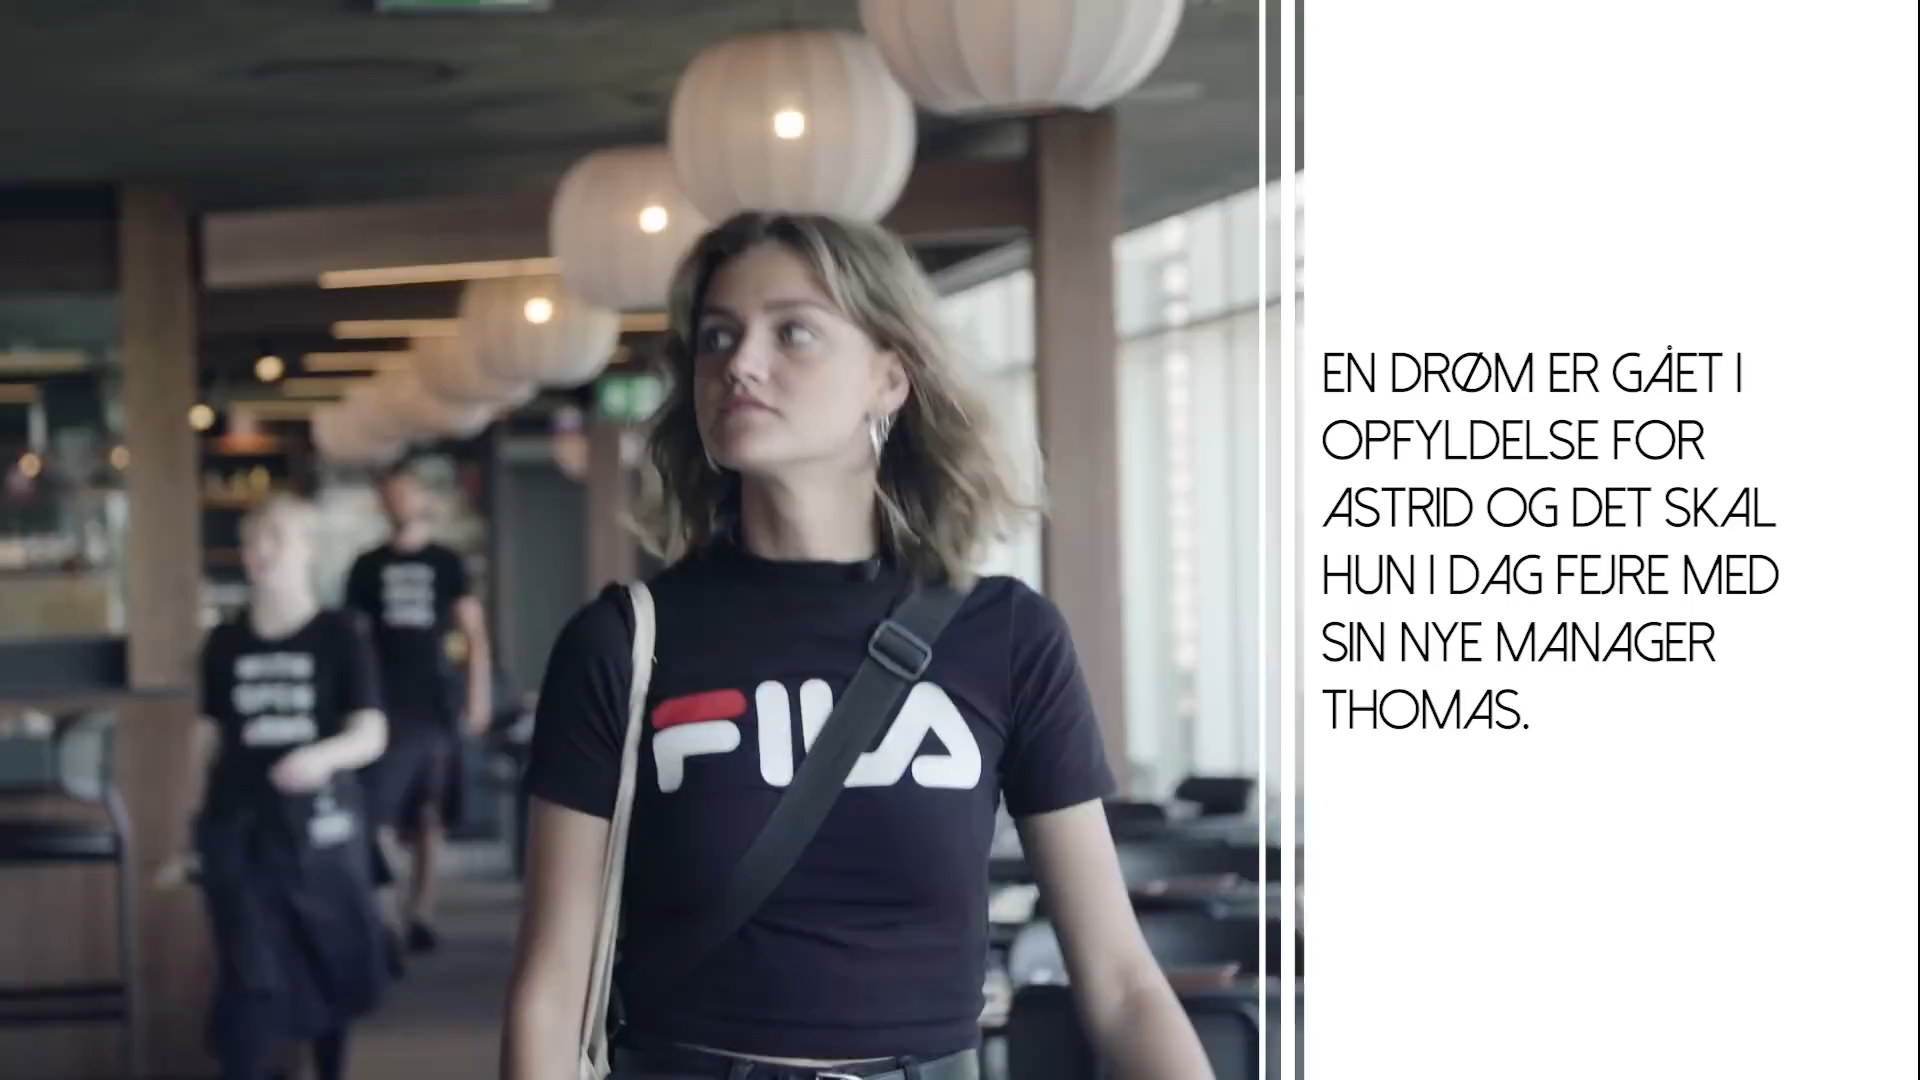 FILA
EN DRØM ER GÅET I
OPFYLDELSE FOR
ASTRID OG DET SKAL
HUN I DAG FEJRE MED
SIN NYE MANAGER
THOMAS.